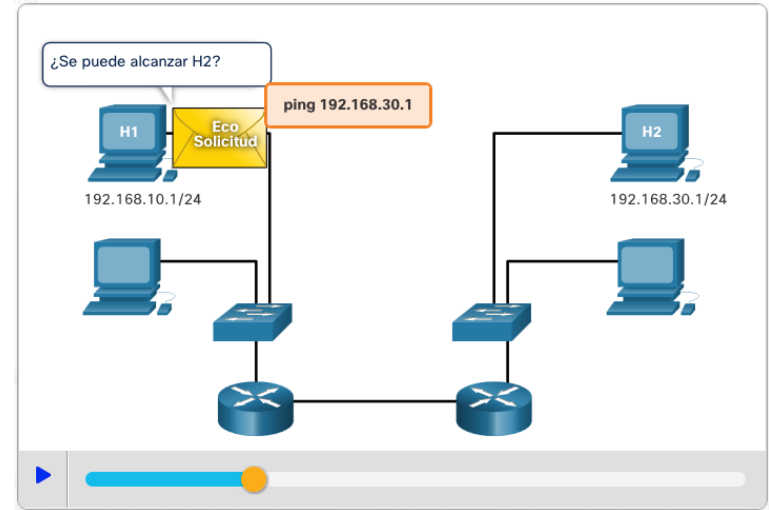 ¿Se puede alcanzar H2?
ping 192.168.30.1
H1
Eco
Solicitud
H2
192.168.10.1/24
192.168.30.1/24